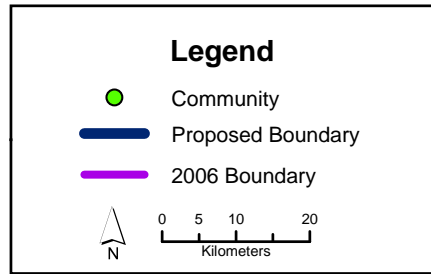 Legend
Community
Proposed Boundary
2006 Boundary
N
0 5 10 20
Kilometers